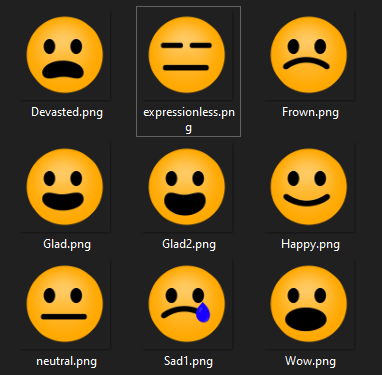 Devasted.png
expressionless.pn
g
Frown.png
Glad.png
Glad2.png
Happy.png
neutral.png
Sad1.png
Wow.png